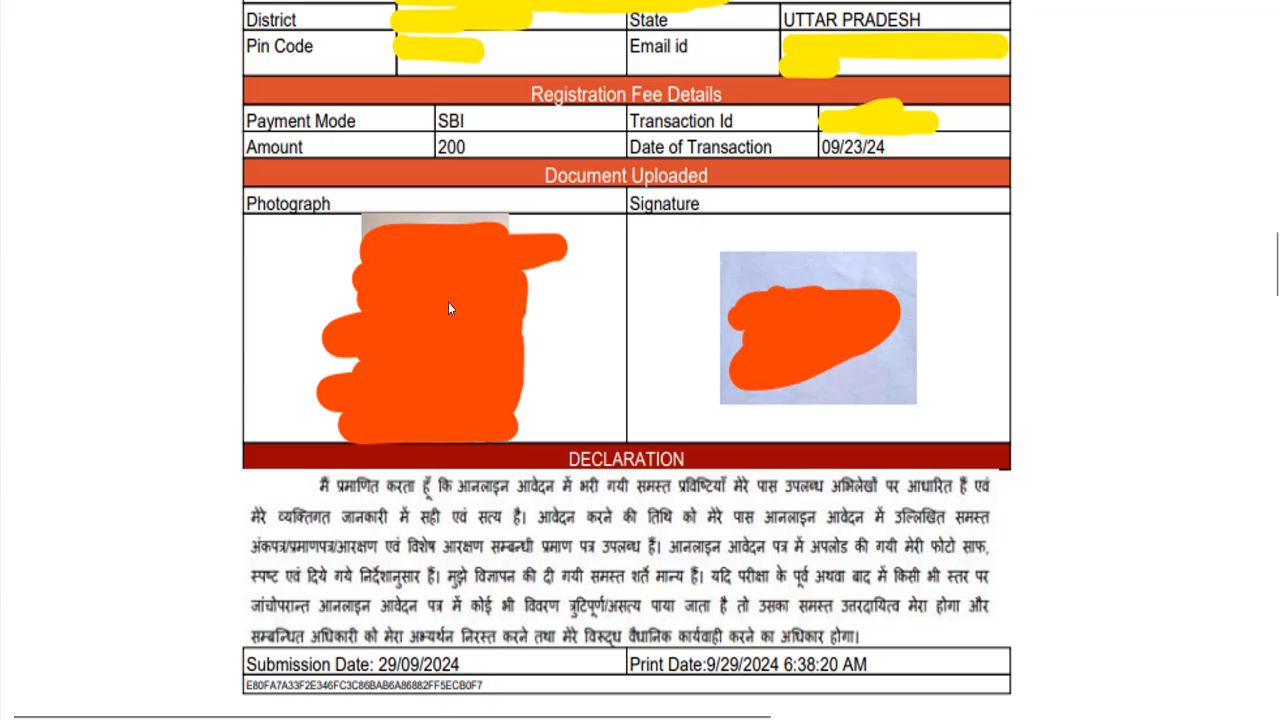 District State UTTAR PRADESH
Pin Code Email id
Registration Fee Details
Payment Mode SBI Transaction Id
Amount 200 Date of Transaction 09/23/24
Document Uploaded
Photograph Signature
DECLARATION
मैं प्रमाणित करता हूँ कि आनलाइन आवेदन में भरी गयी समस्त प्रविष्टियाँ मेरे पास उपलब्ध अभिलेखों पर आधारित हैं एवं
मेरे व्यक्तिगत जानकारी में सही एवं सत्य है। आवेदन करने की तिथि को मेरे पास आनलाइन आवेदन में उल्लिखित समस्त
अंकपत्र/प्रमाणपत्र/आरक्षण एवं विशेष आरक्षण सम्बन्धी प्रमाण पत्र उपलब्ध हैं। आनलाइन आवेदन पत्र में अपलोड की गयी मेरी फोटो साफ,
स्पष्ट एवं दिये गये निर्देशानुसार हैं। मुझे विज्ञापन की दी गयी समस्त शर्ते मान्य हैं। यदि परीक्षा के पूर्व अथवा बाद में किसी भी स्तर पर
जांचोपरान्त आनलाइन आवेदन पत्र में कोई भी विवरण त्रुटिपूर्ण/असत्य पाया जाता है तो उसका समस्त उत्तरदायित्व मेरा होगा और
सम्बन्धित अधिकारी को मेरा अभ्यर्थन निरस्त करने तथा मेरे विरूद्ध वैधानिक कार्यवाही करने का अधिकार होगा।
Submission Date: 29/09/2024 Print Date:9/29/2024 6:38:20 AM
E80FA7A33F2E346FC3C86BAB6A86882FF5ECB0F7